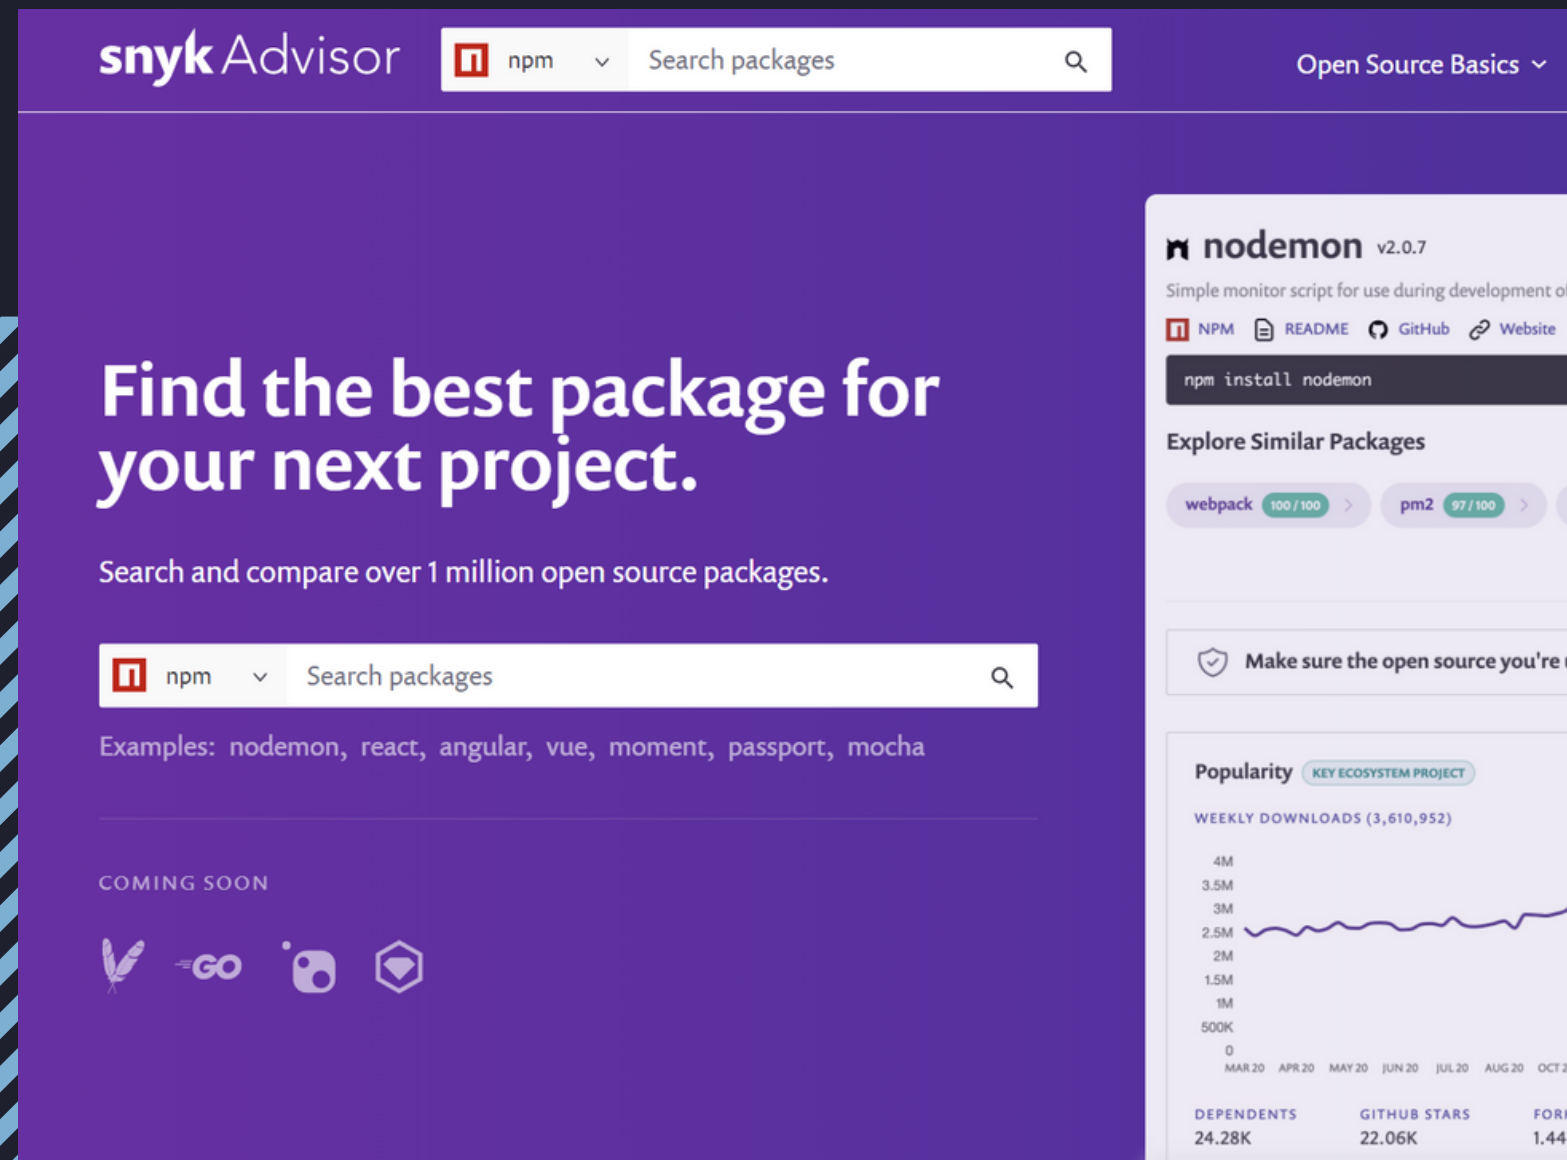 snyk Advisor
npm Search packages
Open Source Basics
Find the best package for
your next project.
Search and compare over 1 million open source packages.
npm Search packages
Examples: nodemon, react, angular, vue, moment, passport, mocha
COMING SOON
GO
nodemon v2.0.7
Simple monitor script for use during development
NPM README GitHub Website
npm install nodemon
Explore Similar Packages
webpack 100/100 pm2 97/100
Make sure the open source you're
Popularity KEY ECOSYSTEM PROJECT
WEEKLY DOWNLOADS (3,610,952)
4M
3.5M
3M
2.5M
2M
1.5M
1M
500K
0
MAR 20 APR 20 MAY 20 JUN 20 JUL 20 AUG 20 OCT
DEPENDENTS GITHUB STARS
24.28K 22.06K 1.44